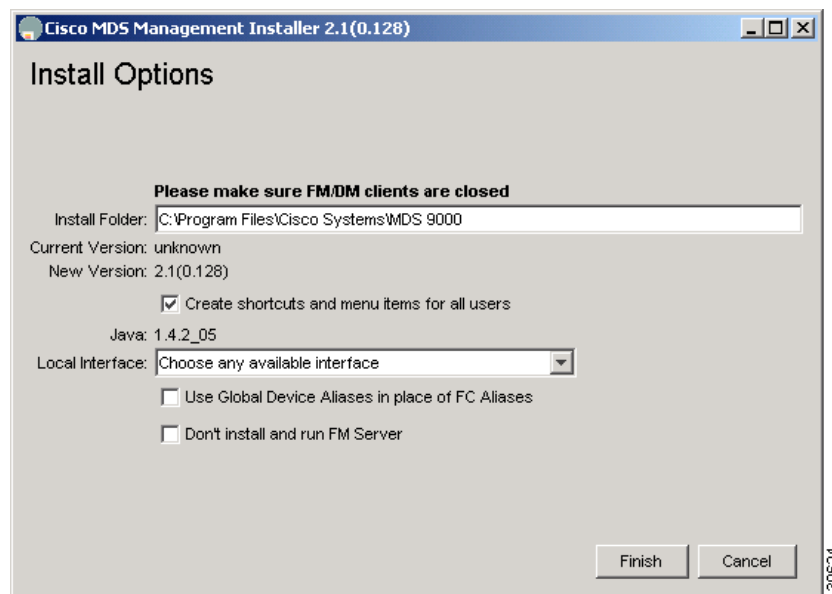 Cisco MDS Management Installer 2.1(0.128)
Install Options
Please make sure FM/DM clients are closed
Install Folder: C:\Program Files\Cisco Systems\MDS 9000
Current Version: unknown
New Version: 2.1(0.128)
Create shortcuts and menu items for all users
Java: 1.4.2_05
Local Interface: Choose any available interface
Use Global Device Aliases in place of FC Aliases
Don't install and run FM Server
Finish Cancel